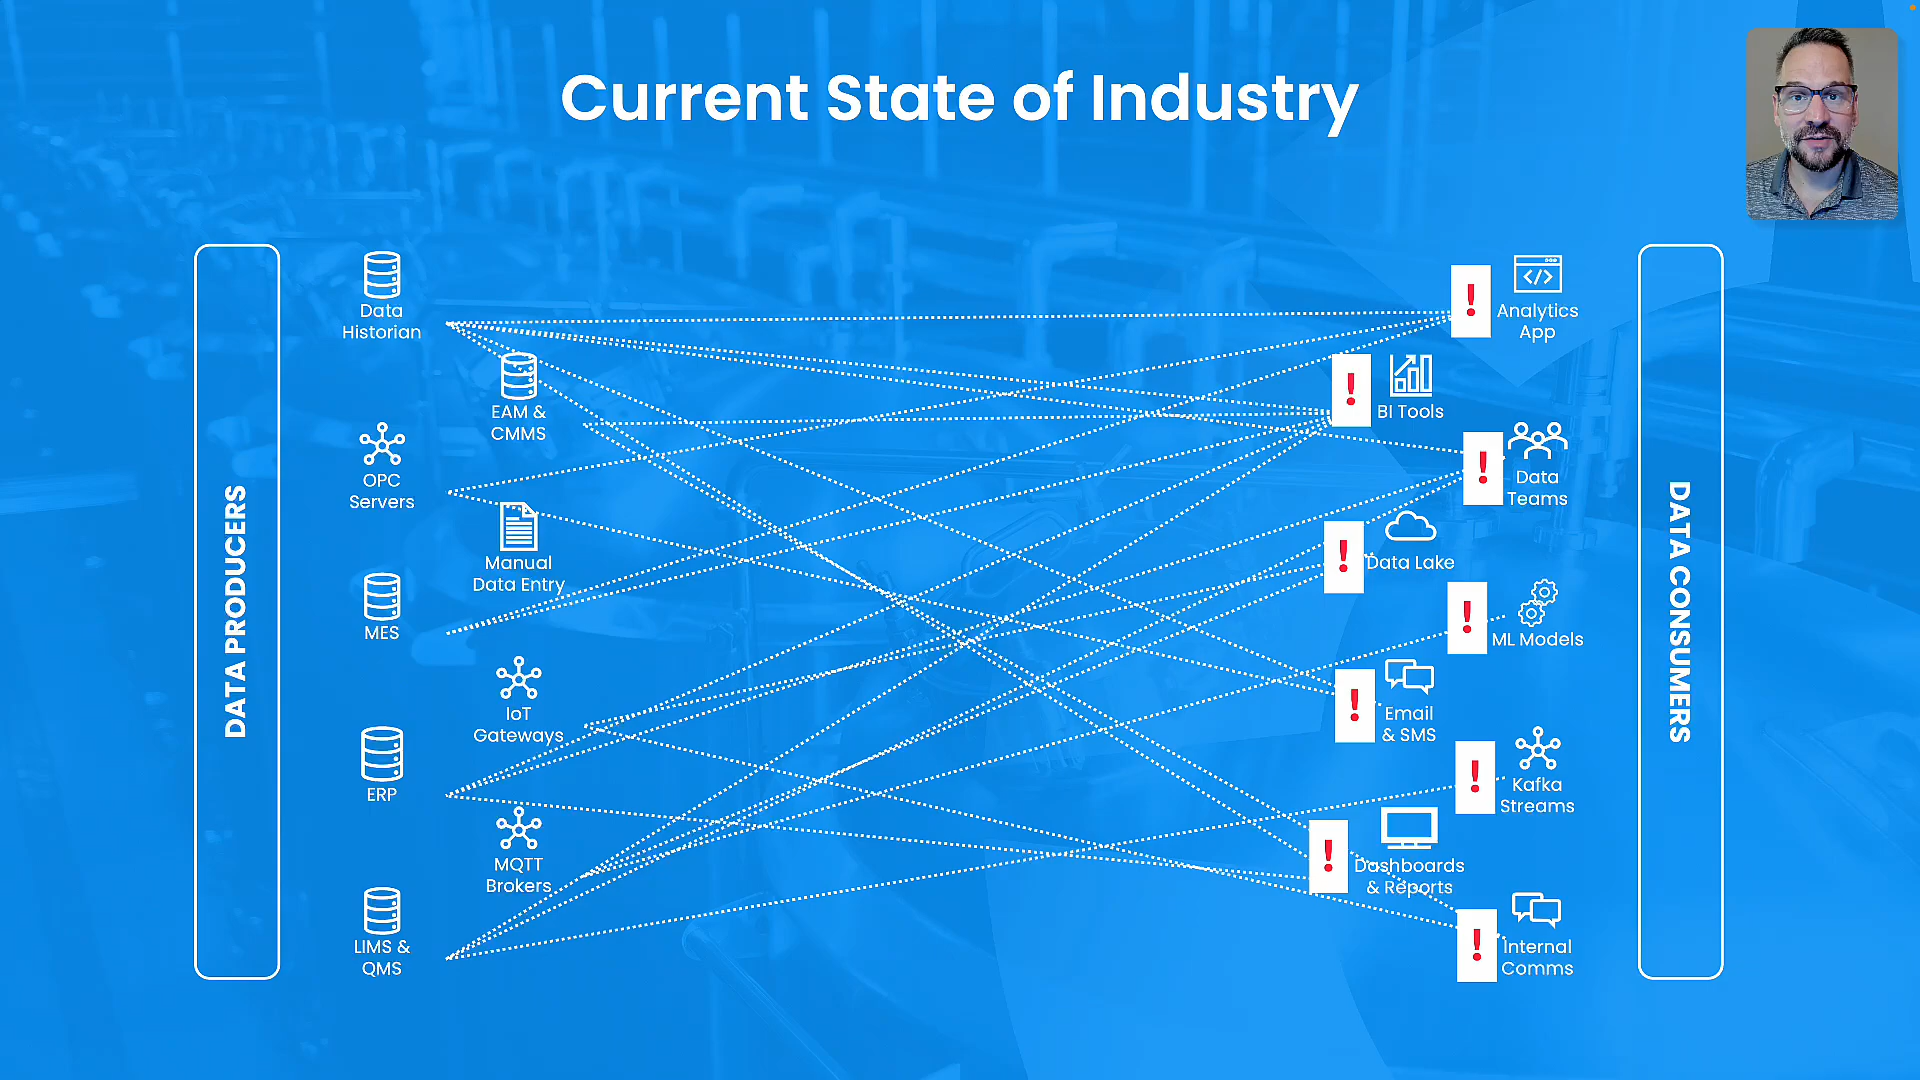 Current State of Industry
DATA PRODUCERS
Data
Historian
EAM &
CMMS
OPC
Servers
Manual
Data Entry
MES
IoT
Gateways
ERP
MQTT
Brokers
LIMS &
QMS
!
Analytics
App
!
BI Tools
!
Data
Teams
!
Data Lake
!
ML Models
!
Email
& SMS
!
Kafka
Streams
!
Dashboards
& Reports
!
Internal
Comms
DATA CONSUMERS